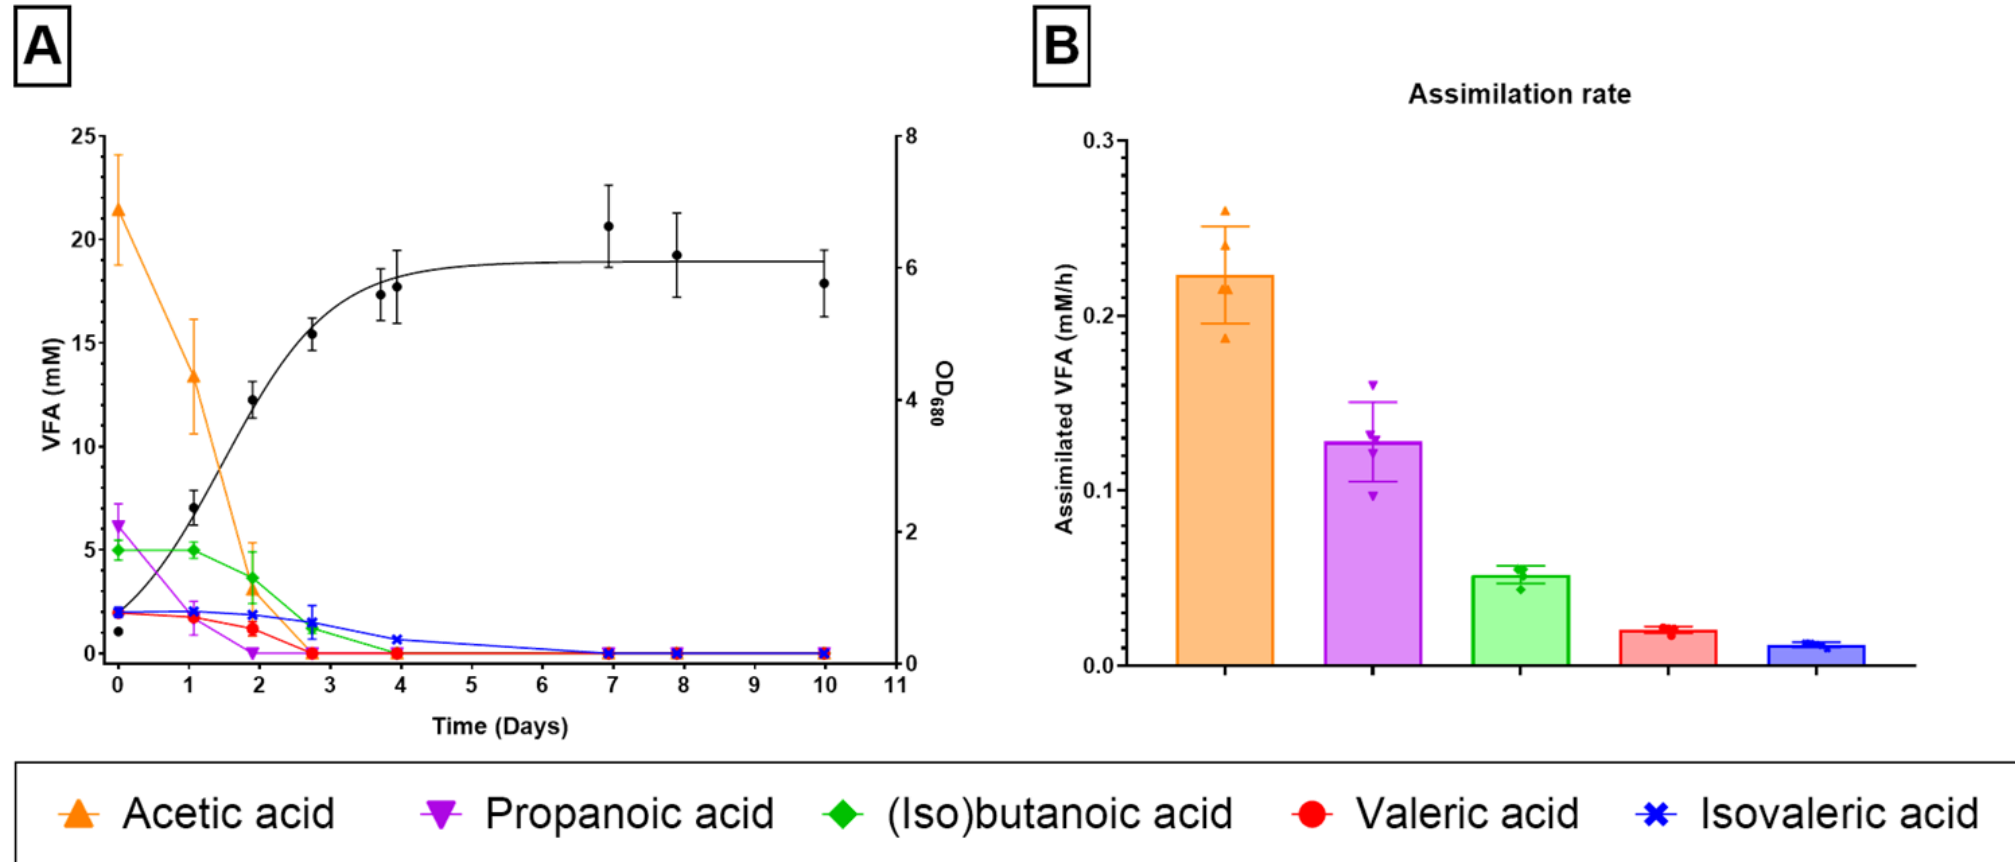 A
B
Assimilation rate
25
20
15
10
5
0
VFA (mM)
8
6
4
2
0
OD680
0 1 2 3 4 5 6 7 8 9 10 11
Time (Days)
0.3
0.2
0.1
0.0
Assimilated VFA (mM/h)
Acetic acid Propanoic acid (Iso)butanoic acid Valeric acid Isovaleric acid